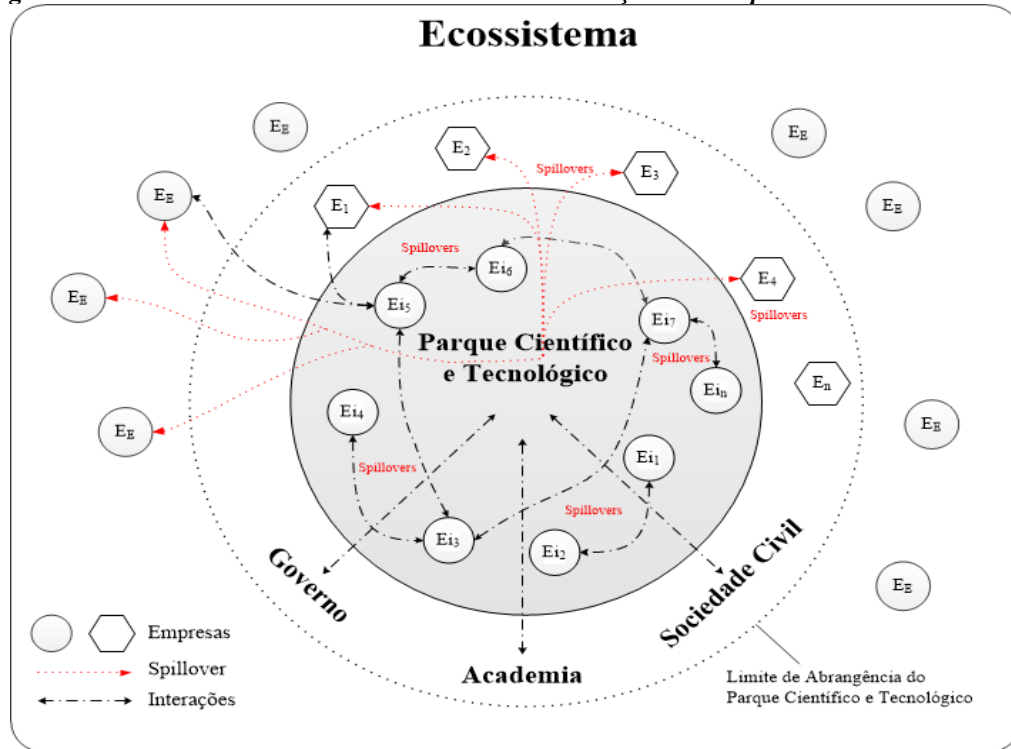 Ecossistema
E_E
E_E
E_2
Spillovers
E_3
E_E
E_1
E_E
Spillovers
Ei_6
E_4
E_E
Ei_5
Ei_7
Spillovers
Parque Científico
e Tecnológico
Spillovers
Ei_n
E_n
Ei_4
E_E
E_E
Ei_1
Spillovers
Spillovers
Ei_3
Ei_2
E_E
Governo
Academia
Sociedade Civil
Empresas
Spillover
Interações
Limite de Abrangência do
Parque Científico e Tecnológico